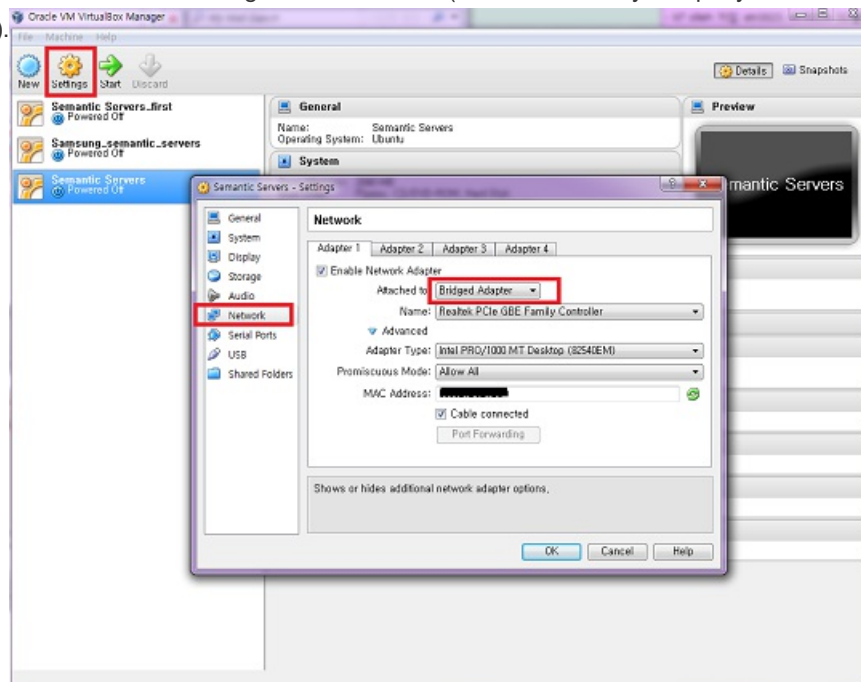 ).
Oracle VM VirtualBox Manager
File Machine Help
New Settings Start Discard
Details Snapshots
Semantic Servers_first
Powered Off
Samsung_semantic_servers
Powered Off
Semantic Servers
Powered Off
General
Name: Semantic Servers
Operating System: Ubuntu
System
Preview
mantic Servers
Semantic Servers - Settings
General
System
Display
Storage
Audio
Network
Serial Ports
USB
Shared Folders
Network
Adapter 1 Adapter 2 Adapter 3 Adapter 4
Enable Network Adapter
Attached to Bridged Adapter
Name: Realtek PCIe GBE Family Controller
Advanced
Adapter Type: Intel PRO/1000 MT Desktop (82540EM)
Promiscuous Mode: Allow All
MAC Address:
Cable connected
Port Forwarding
Shows or hides additional network adapter options.
OK Cancel Help